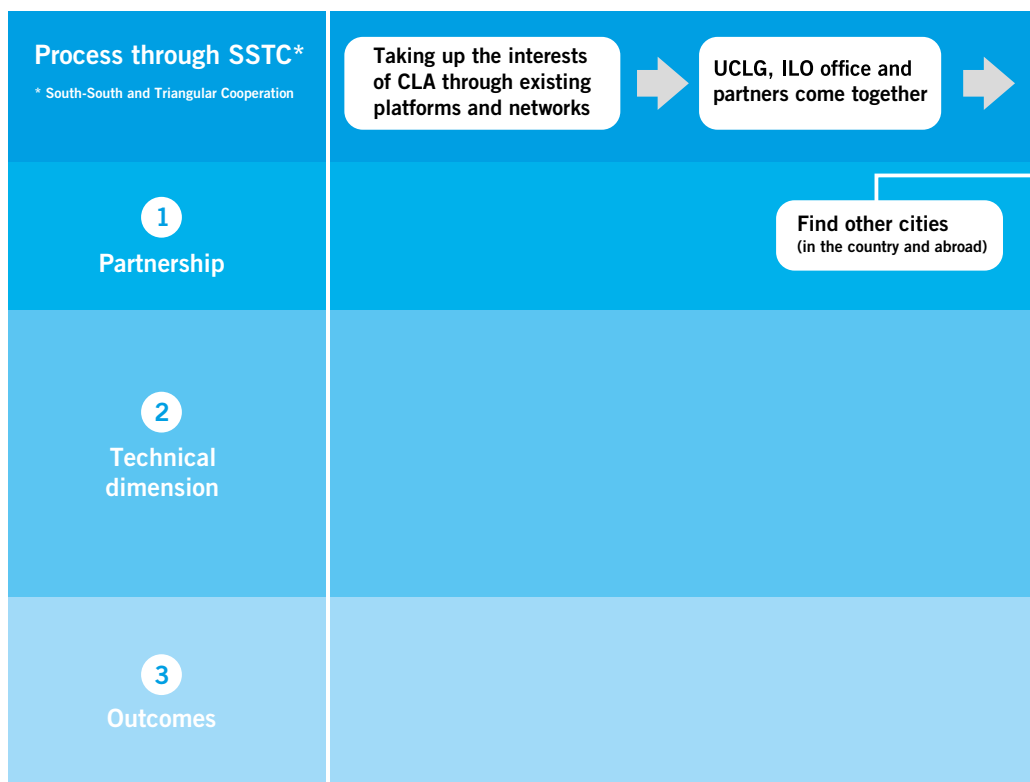 Process through SSTC*
* South-South and Triangular Cooperation
Taking up the interests
of CLA through existing
platforms and networks
UCLG, ILO office and
partners come together
1
Partnership
Find other cities
(in the country and abroad)
2
Technical
dimension
3
Outcomes